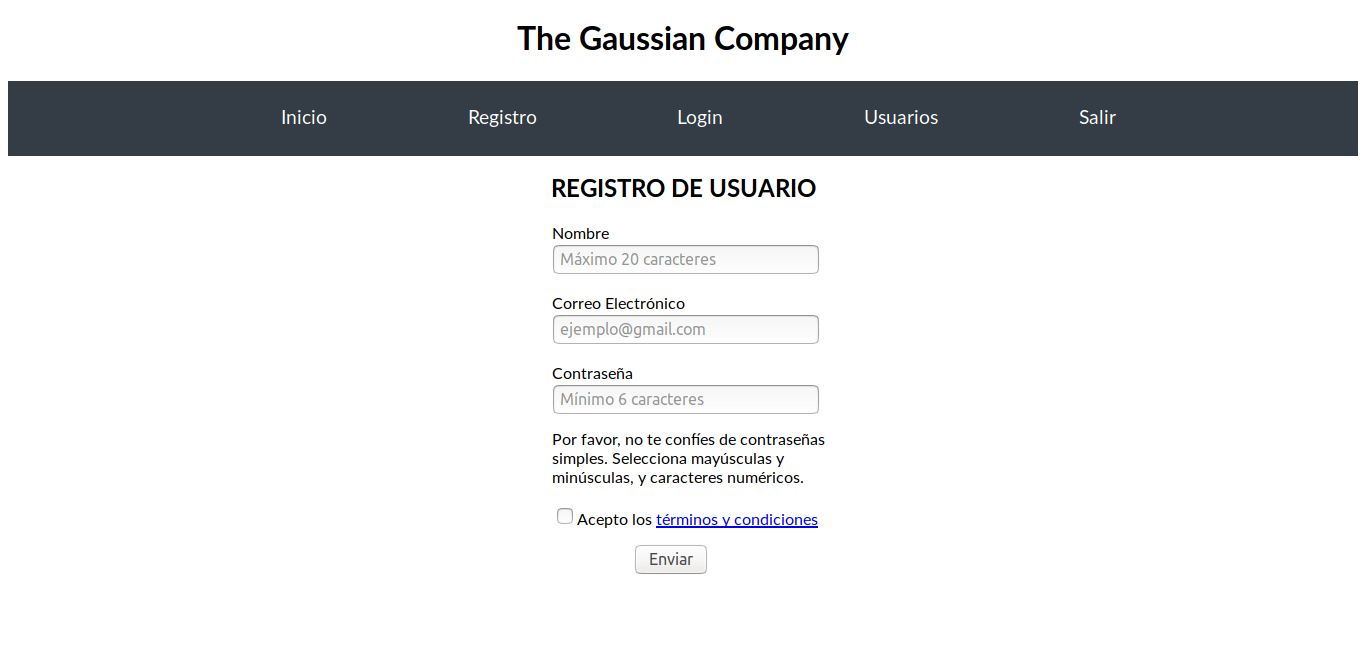 The Gaussian Company
Inicio Registro Login Usuarios Salir
REGISTRO DE USUARIO
Nombre
Máximo 20 caracteres
Correo Electrónico
ejemplo@gmail.com
Contraseña
Mínimo 6 caracteres
Por favor, no te confíes de contraseñas
simples. Selecciona mayúsculas y
minúsculas, y caracteres numéricos.
Acepto los términos y condiciones
Enviar